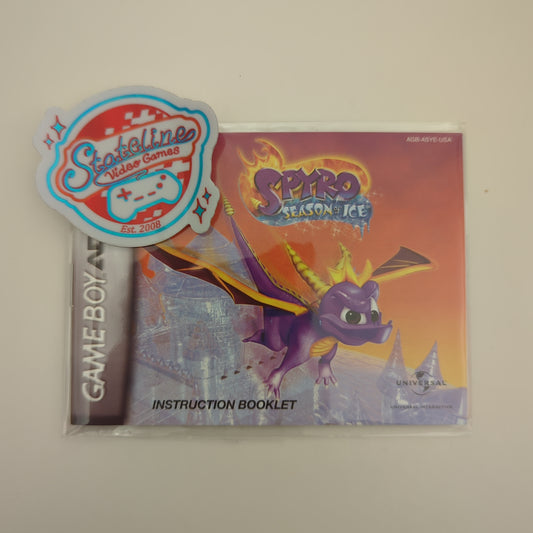 Stateline
Video Games
Est. 2008
AGB-ASYE-USA
SPYRO
SEASON OF ICE
GAME BOY AD
UNIVERSAL
UNIVERSAL INTERACTIVE
INSTRUCTION BOOKLET